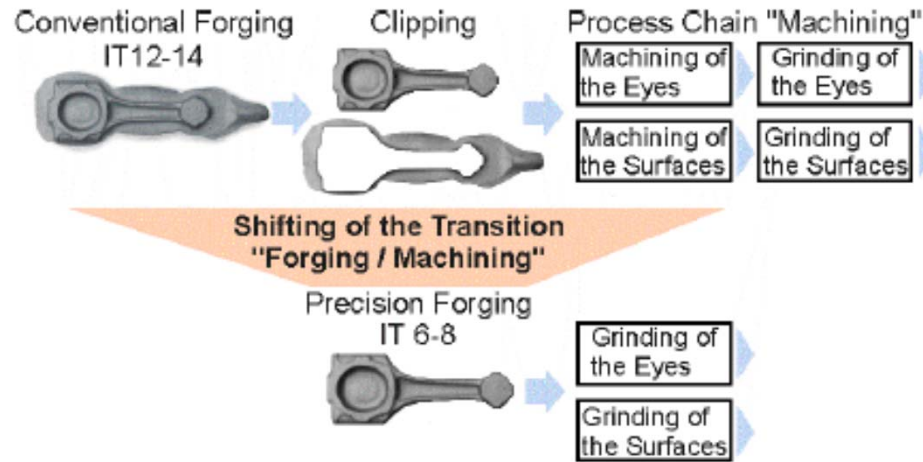 Conventional Forging
IT12-14
Clipping
Process Chain "Machining"
Machining of
the Eyes
Grinding of
the Eyes
Machining of
the Surfaces
Grinding of
the Surfaces
Shifting of the Transition
"Forging / Machining"
Precision Forging
IT 6-8
Grinding of
the Eyes
Grinding of
the Surfaces